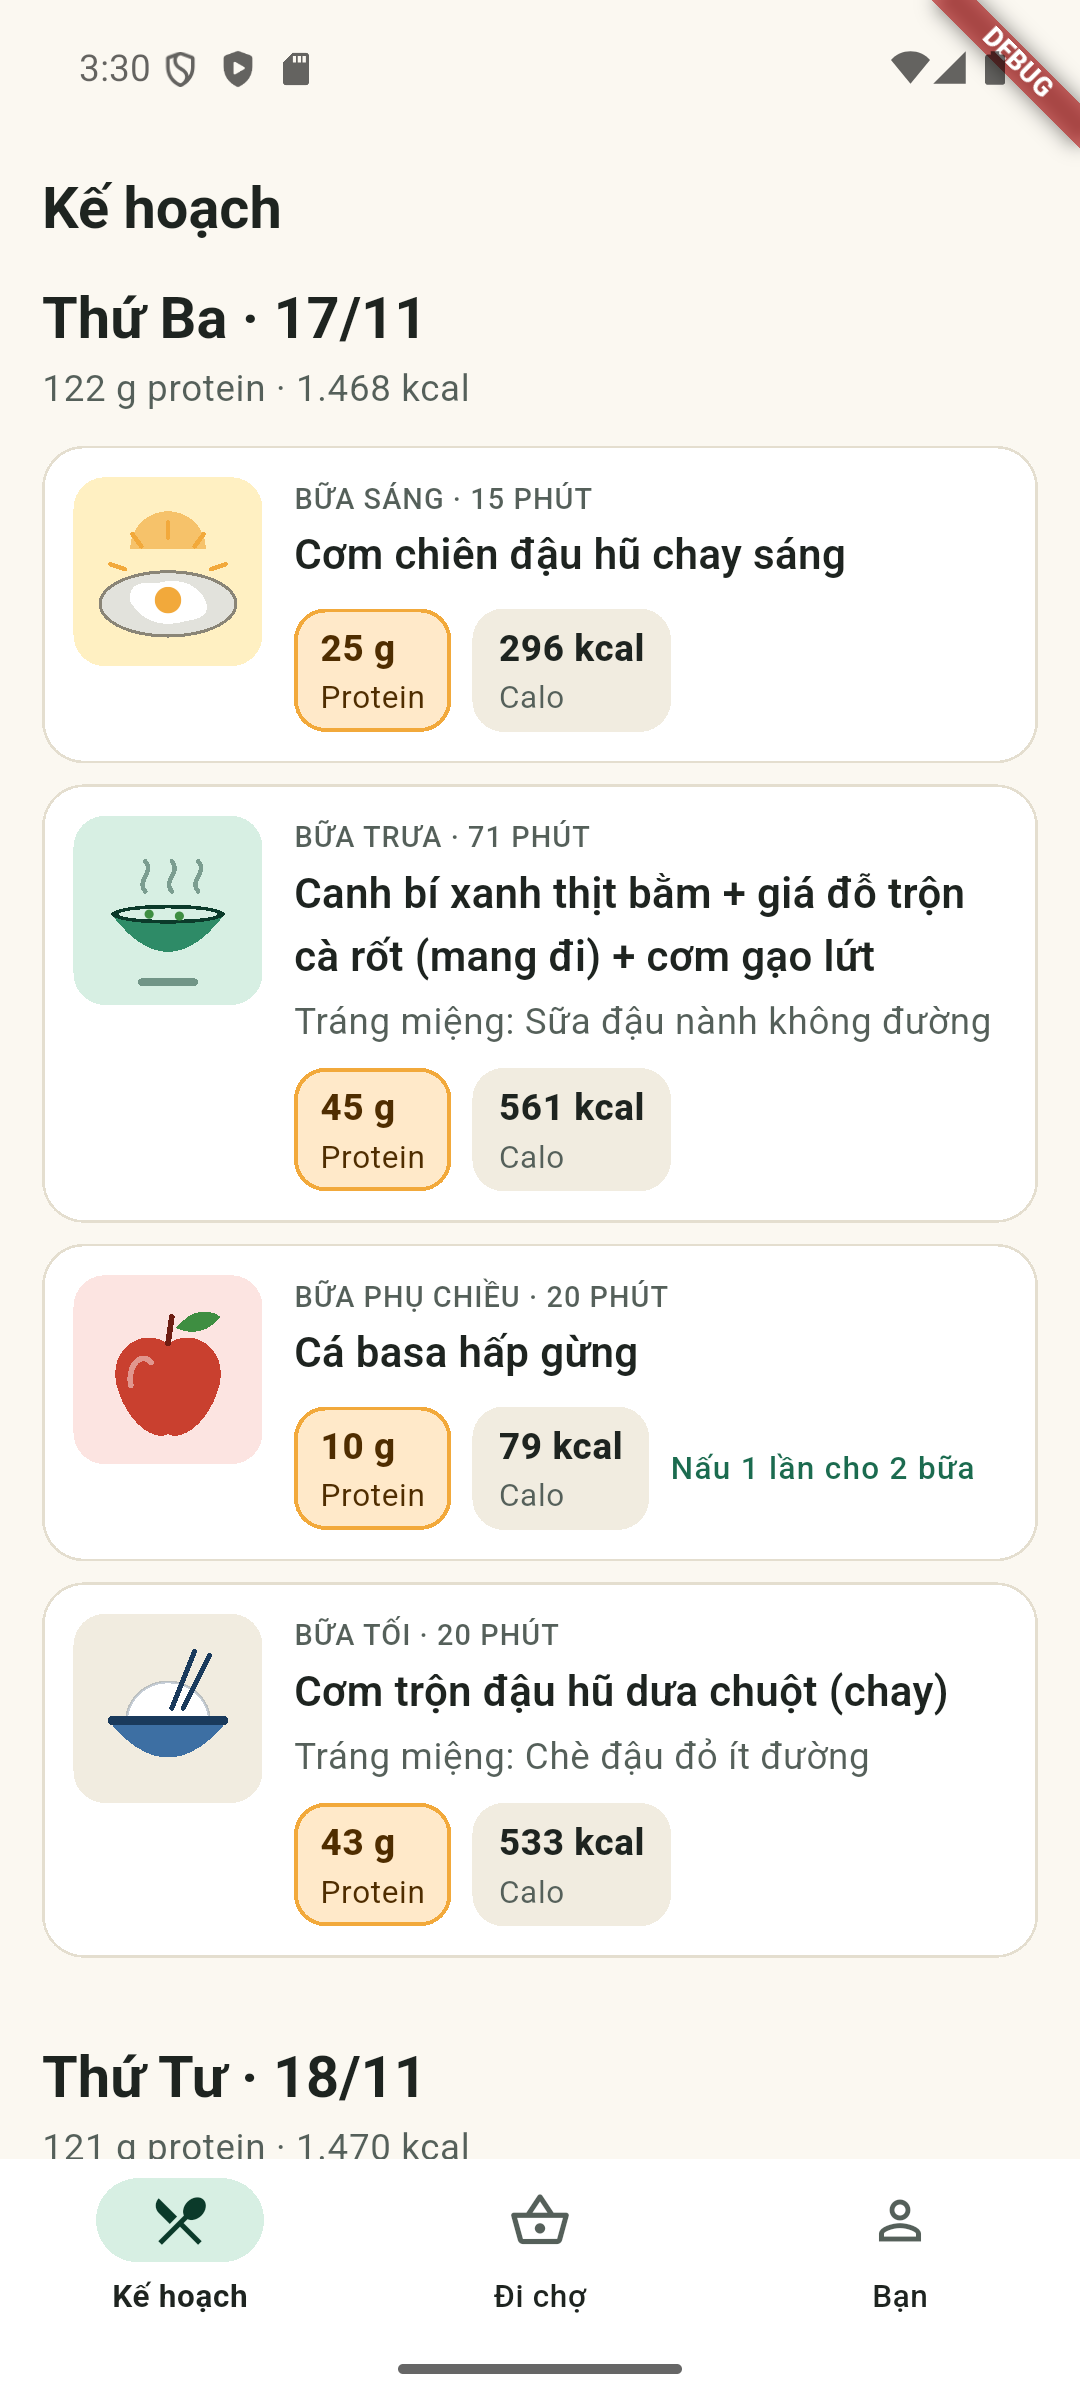 3:30
DEBUG
Kế hoạch
Thứ Ba · 17/11
122 g protein · 1.468 kcal
BỮA SÁNG · 15 PHÚT
Cơm chiên đậu hũ chay sáng
25 g
Protein
296 kcal
Calo
BỮA TRƯA · 71 PHÚT
Canh bí xanh thịt bằm + giá đỗ trộn
cà rốt (mang đi) + cơm gạo lứt
Tráng miệng: Sữa đậu nành không đường
45 g
Protein
561 kcal
Calo
BỮA PHỤ CHIỀU · 20 PHÚT
Cá basa hấp gừng
10 g
Protein
79 kcal
Calo
Nấu 1 lần cho 2 bữa
BỮA TỐI · 20 PHÚT
Cơm trộn đậu hũ dưa chuột (chay)
Tráng miệng: Chè đậu đỏ ít đường
43 g
Protein
533 kcal
Calo
Thứ Tư · 18/11
121 g protein · 1.470 kcal
Kế hoạch
Đi chợ
Bạn